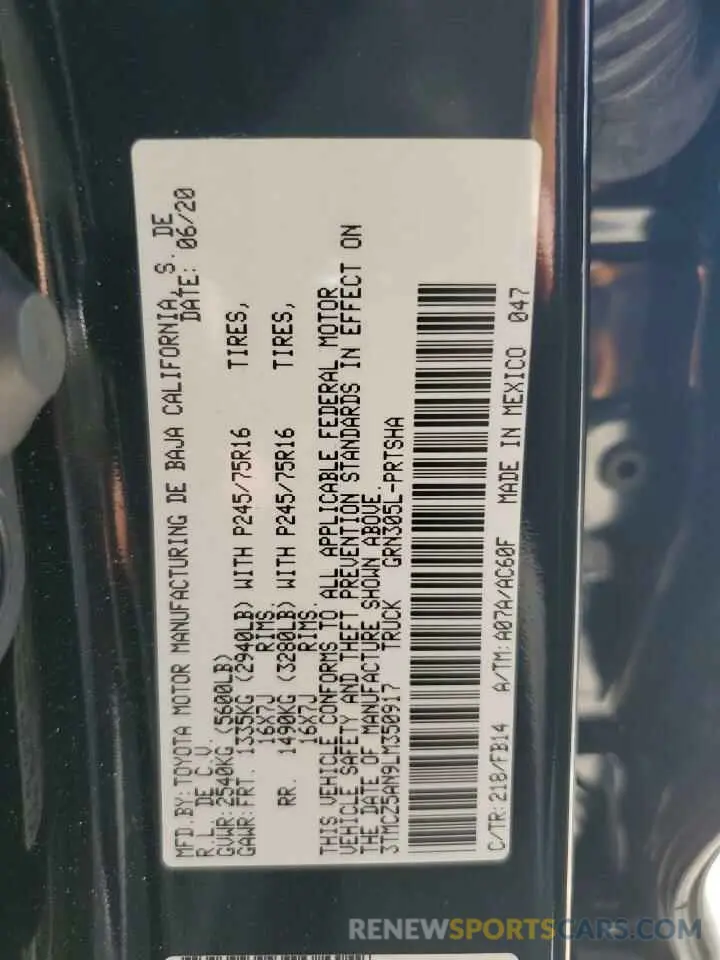 MFD.BY:TOYOTA MOTOR MANUFACTURING DE BAJA CALIFORNIA, S. DE
R.L. DE C.V. DATE: 06/20
GVWR:2540KG(5600LB)
GAWR:FRT. 1335KG (2940LB) WITH P245/75R16 TIRES,
16X7J RIMS.
RR. 1490KG (3280LB) WITH P245/75R16 TIRES,
16X7J RIMS.
THIS VEHICLE CONFORMS TO ALL APPLICABLE FEDERAL MOTOR
VEHICLE SAFETY AND THEFT PREVENTION STANDARDS IN EFFECT ON
THE DATE OF MANUFACTURE SHOWN ABOVE.
3TMCZ5AN9LM350917 TRUCK GRN305L-PRTSHA
C/TR:218/FB14 A/TM:A07A/AC60F MADE IN MEXICO 047
RENEWSPORTSCARS.COM